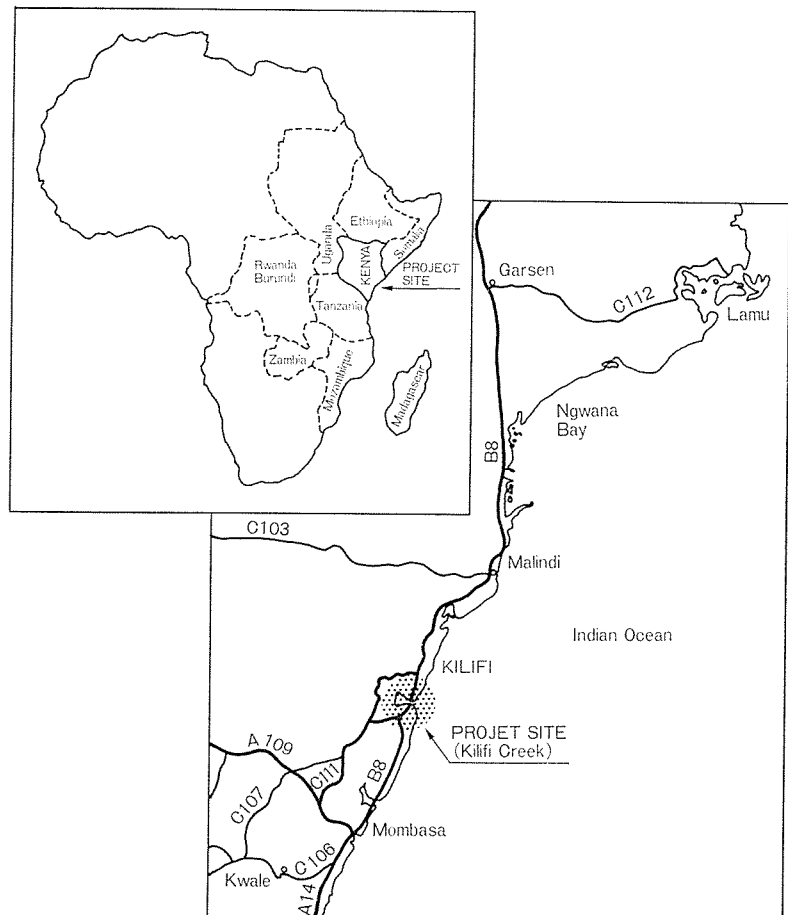 Ethiopia
Somalia
Uganda
KENYA
Rwanda
Burundi
PROJECT
SITE
Tanzania
Zambia
Mozambique
Madagascar
Garsen
C112
Lamu
Ngwana
Bay
B8
C103
Malindi
Indian Ocean
KILIFI
PROJET SITE
(Kilifi Creek)
A 109
C111
B8
C107
Mombasa
C106
Kwale
A14